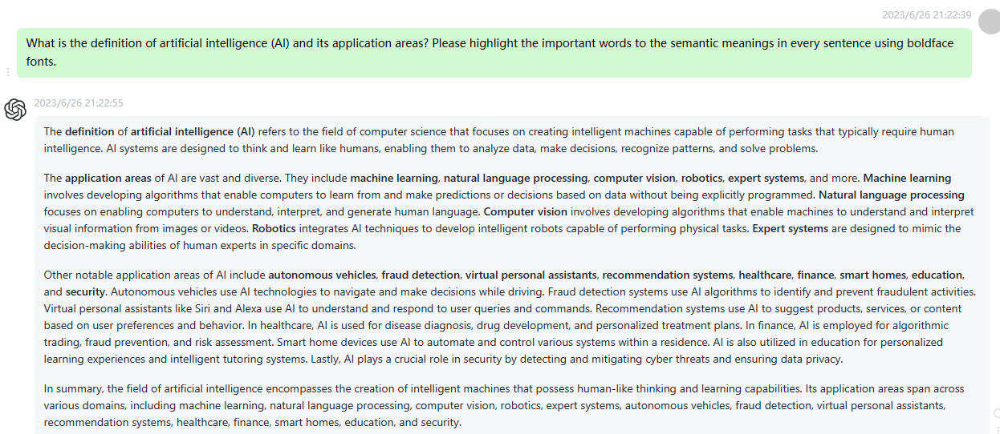 2023/6/26 21:22:39
What is the definition of artificial intelligence (AI) and its application areas? Please highlight the important words to the semantic meanings in every sentence using boldface
fonts.
2023/6/26 21:22:55
The definition of artificial intelligence (AI) refers to the field of computer science that focuses on creating intelligent machines capable of performing tasks that typically require human
intelligence. AI systems are designed to think and learn like humans, enabling them to analyze data, make decisions, recognize patterns, and solve problems.
The application areas of AI are vast and diverse. They include machine learning, natural language processing, computer vision, robotics, expert systems, and more. Machine learning
involves developing algorithms that enable computers to learn from and make predictions or decisions based on data without being explicitly programmed. Natural language processing
focuses on enabling computers to understand, interpret, and generate human language. Computer vision involves developing algorithms that enable machines to understand and interpret
visual information from images or videos. Robotics integrates AI techniques to develop intelligent robots capable of performing physical tasks. Expert systems are designed to mimic the
decision-making abilities of human experts in specific domains.
Other notable application areas of AI include autonomous vehicles, fraud detection, virtual personal assistants, recommendation systems, healthcare, finance, smart homes, education,
and security. Autonomous vehicles use AI technologies to navigate and make decisions while driving. Fraud detection systems use AI algorithms to identify and prevent fraudulent activities.
Virtual personal assistants like Siri and Alexa use AI to understand and respond to user queries and commands. Recommendation systems use AI to suggest products, services, or content
based on user preferences and behavior. In healthcare, AI is used for disease diagnosis, drug development, and personalized treatment plans. In finance, AI is employed for algorithmic
trading, fraud prevention, and risk assessment. Smart home devices use AI to automate and control various systems within a residence. AI is also utilized in education for personalized
learning experiences and intelligent tutoring systems. Lastly, AI plays a crucial role in security by detecting and mitigating cyber threats and ensuring data privacy.
In summary, the field of artificial intelligence encompasses the creation of intelligent machines that possess human-like thinking and learning capabilities. Its application areas span across
various domains, including machine learning, natural language processing, computer vision, robotics, expert systems, autonomous vehicles, fraud detection, virtual personal assistants,
recommendation systems, healthcare, finance, smart homes, education, and security.